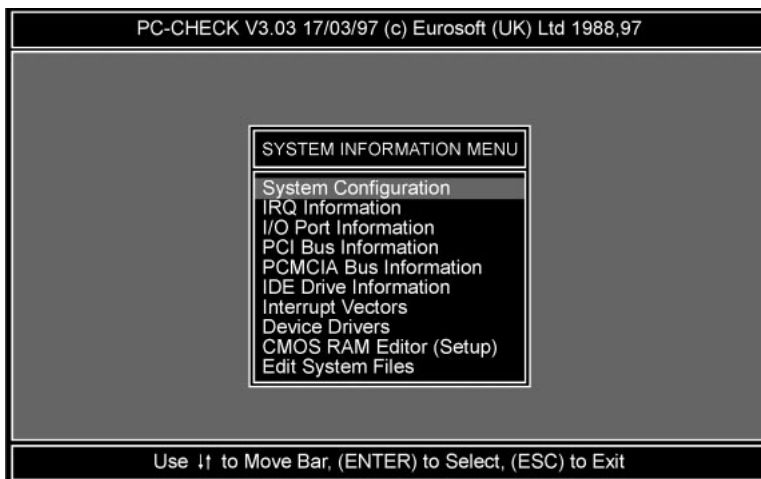 PC-CHECK V3.03 17/03/97 (c) Eurosoft (UK) Ltd 1988,97
SYSTEM INFORMATION MENU
System Configuration
IRQ Information
I/O Port Information
PCI Bus Information
PCMCIA Bus Information
IDE Drive Information
Interrupt Vectors
Device Drivers
CMOS RAM Editor (Setup)
Edit System Files
Use ↓↑ to Move Bar, (ENTER) to Select, (ESC) to Exit